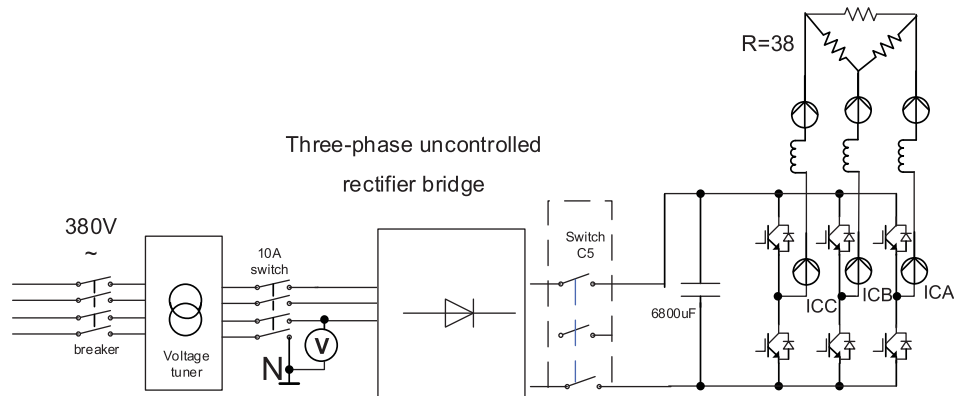 R=38
Three-phase uncontrolled
rectifier bridge
380V
~
10A
switch
Switch
C5
breaker
Voltage
tuner
V
N
6800uF
ICC
ICB
ICA